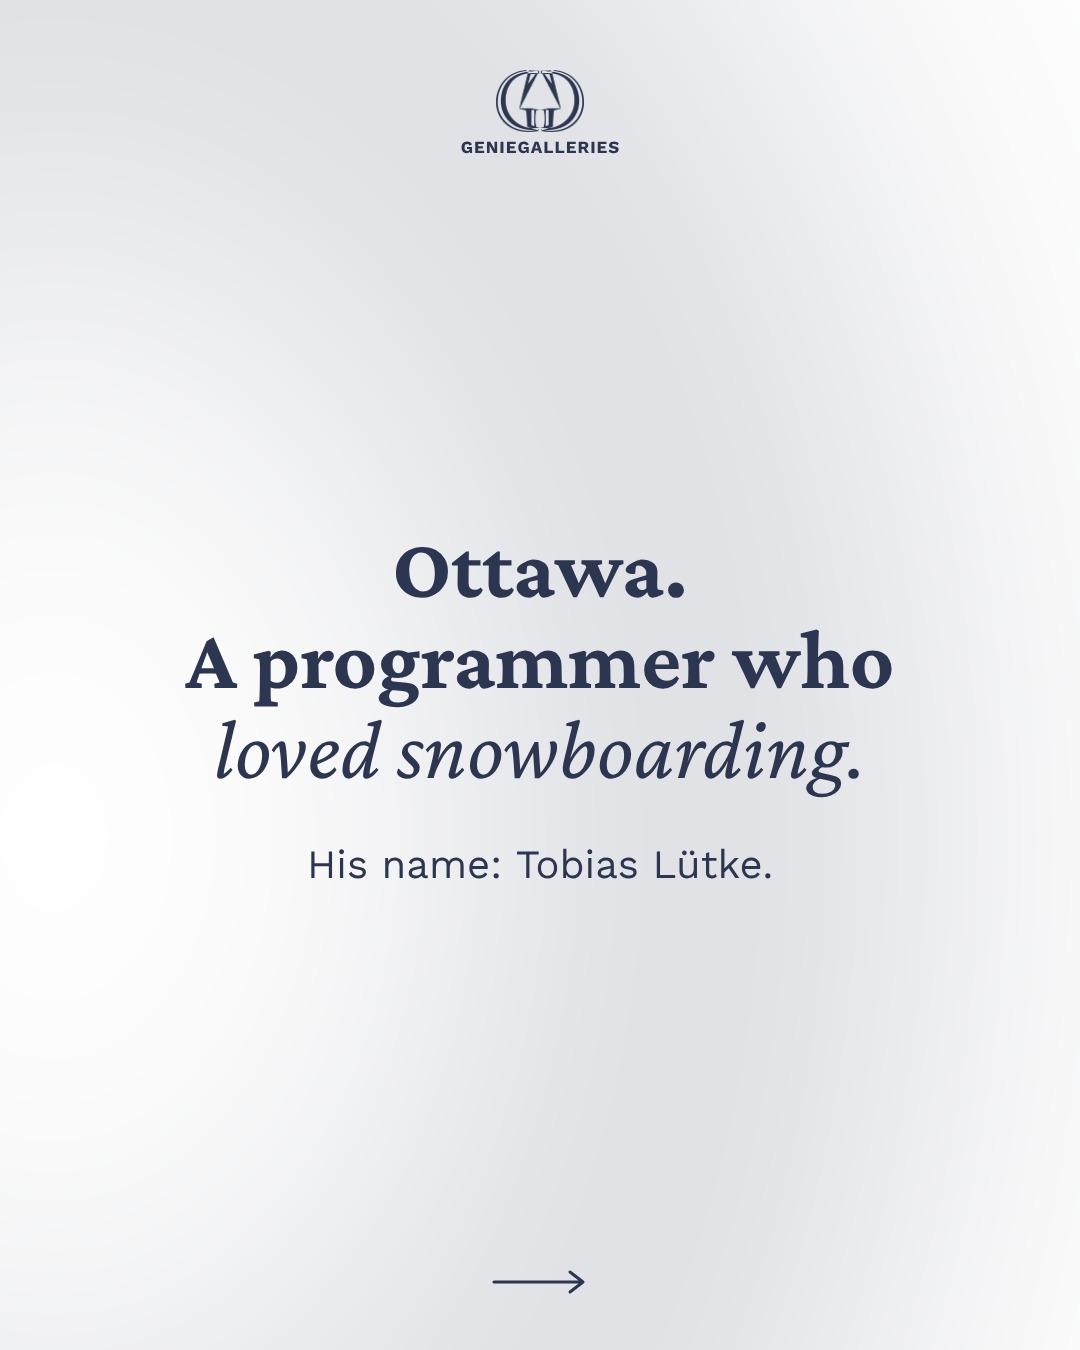 GENIEGALLERIES
Ottawa.
A programmer who
loved snowboarding.
His name: Tobias Lütke.